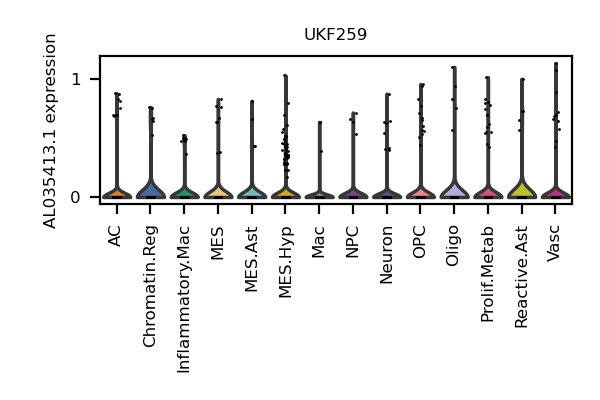 UKF259
AL035413.1 expression
1
0
AC
Chromatin.Reg
Inflammatory.Mac
MES
MES.Ast
MES.Hyp
Mac
NPC
Neuron
OPC
Oligo
Prolif.Metab
Reactive.Ast
Vasc